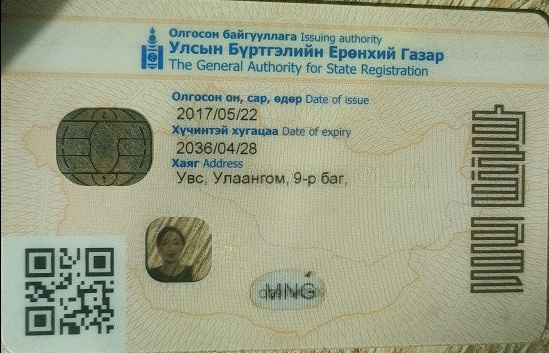 Олгосон байгууллага Issuing authority
Улсын Бүртгэлийн Ерөнхий Газар
The General Authority for State Registration
Олгосон он, сар, өдөр Date of issue
2017/05/22
Хүчинтэй хугацаа Date of expiry
2036/04/28
Хаяг Address
Увс, Улаангом, 9-р баг,
MNG